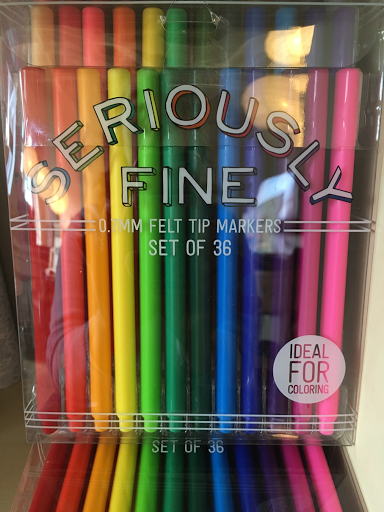 SERIOUSLY
FINE
0.7MM FELT TIP MARKERS
SET OF 36
IDEAL
FOR
COLORING
SET OF 36